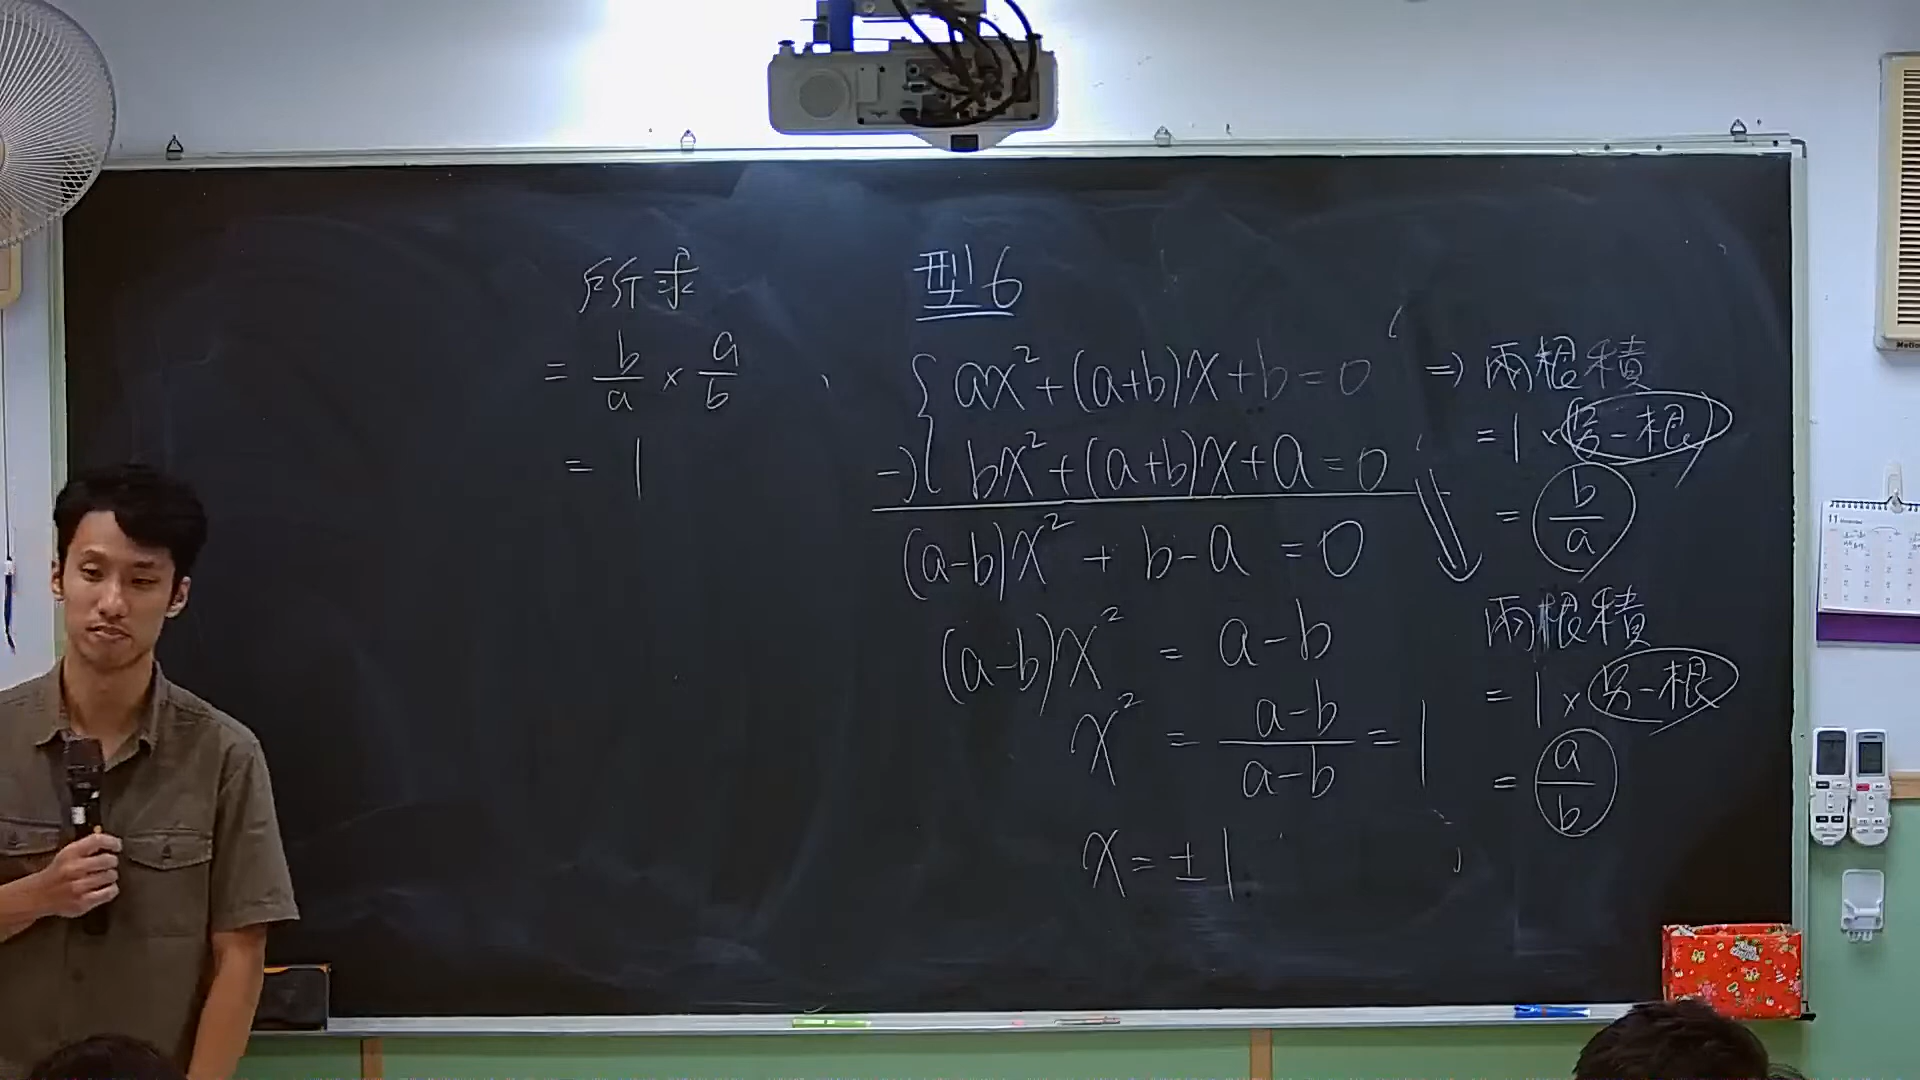 所求
= b/a × a/b
= 1
型6
{ ax²+(a+b)x+b=0
-){ bx²+(a+b)x+a=0
(a-b)x² + b-a = 0
(a-b)x² = a-b
x² = a-b/a-b = 1
x = ±1
⇒ 兩根積
= 1 × 另一根
= b/a
兩根積
= 1 × 另一根
= a/b
11